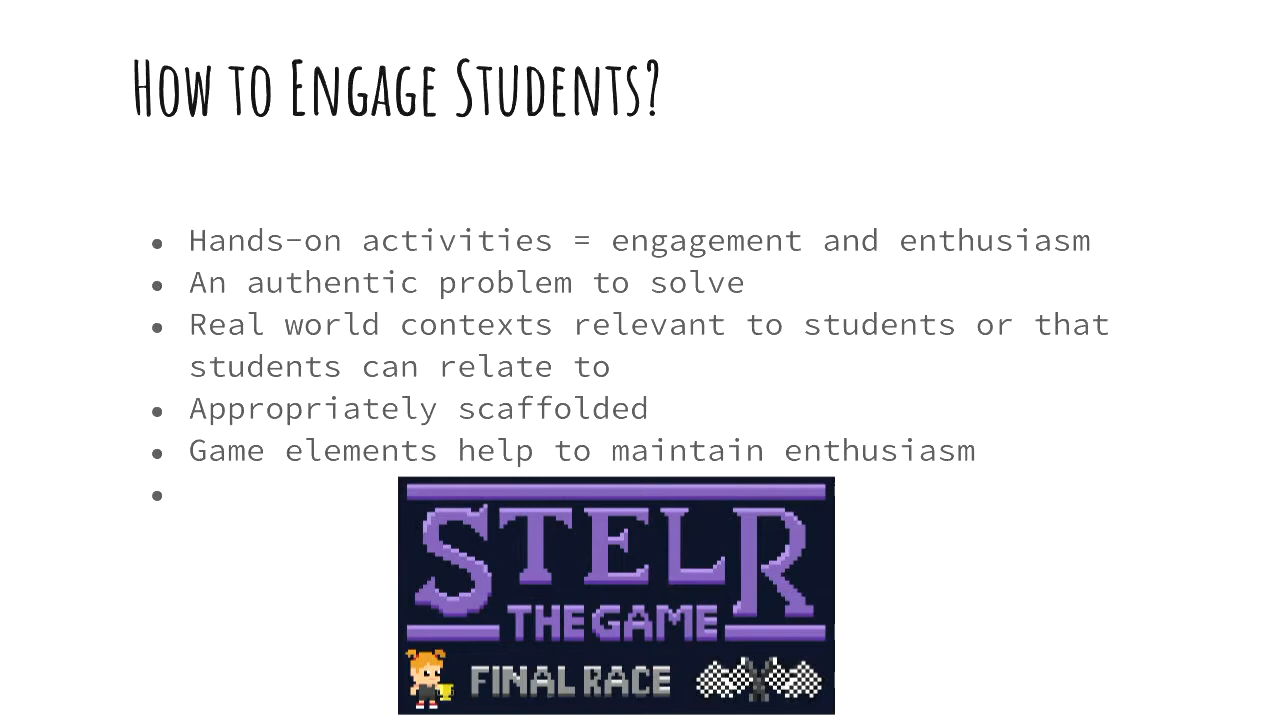 How to Engage Students?
● Hands-on activities = engagement and enthusiasm
● An authentic problem to solve
● Real world contexts relevant to students or that
students can relate to
● Appropriately scaffolded
● Game elements help to maintain enthusiasm
●
STELR
THE GAME
FINAL RACE